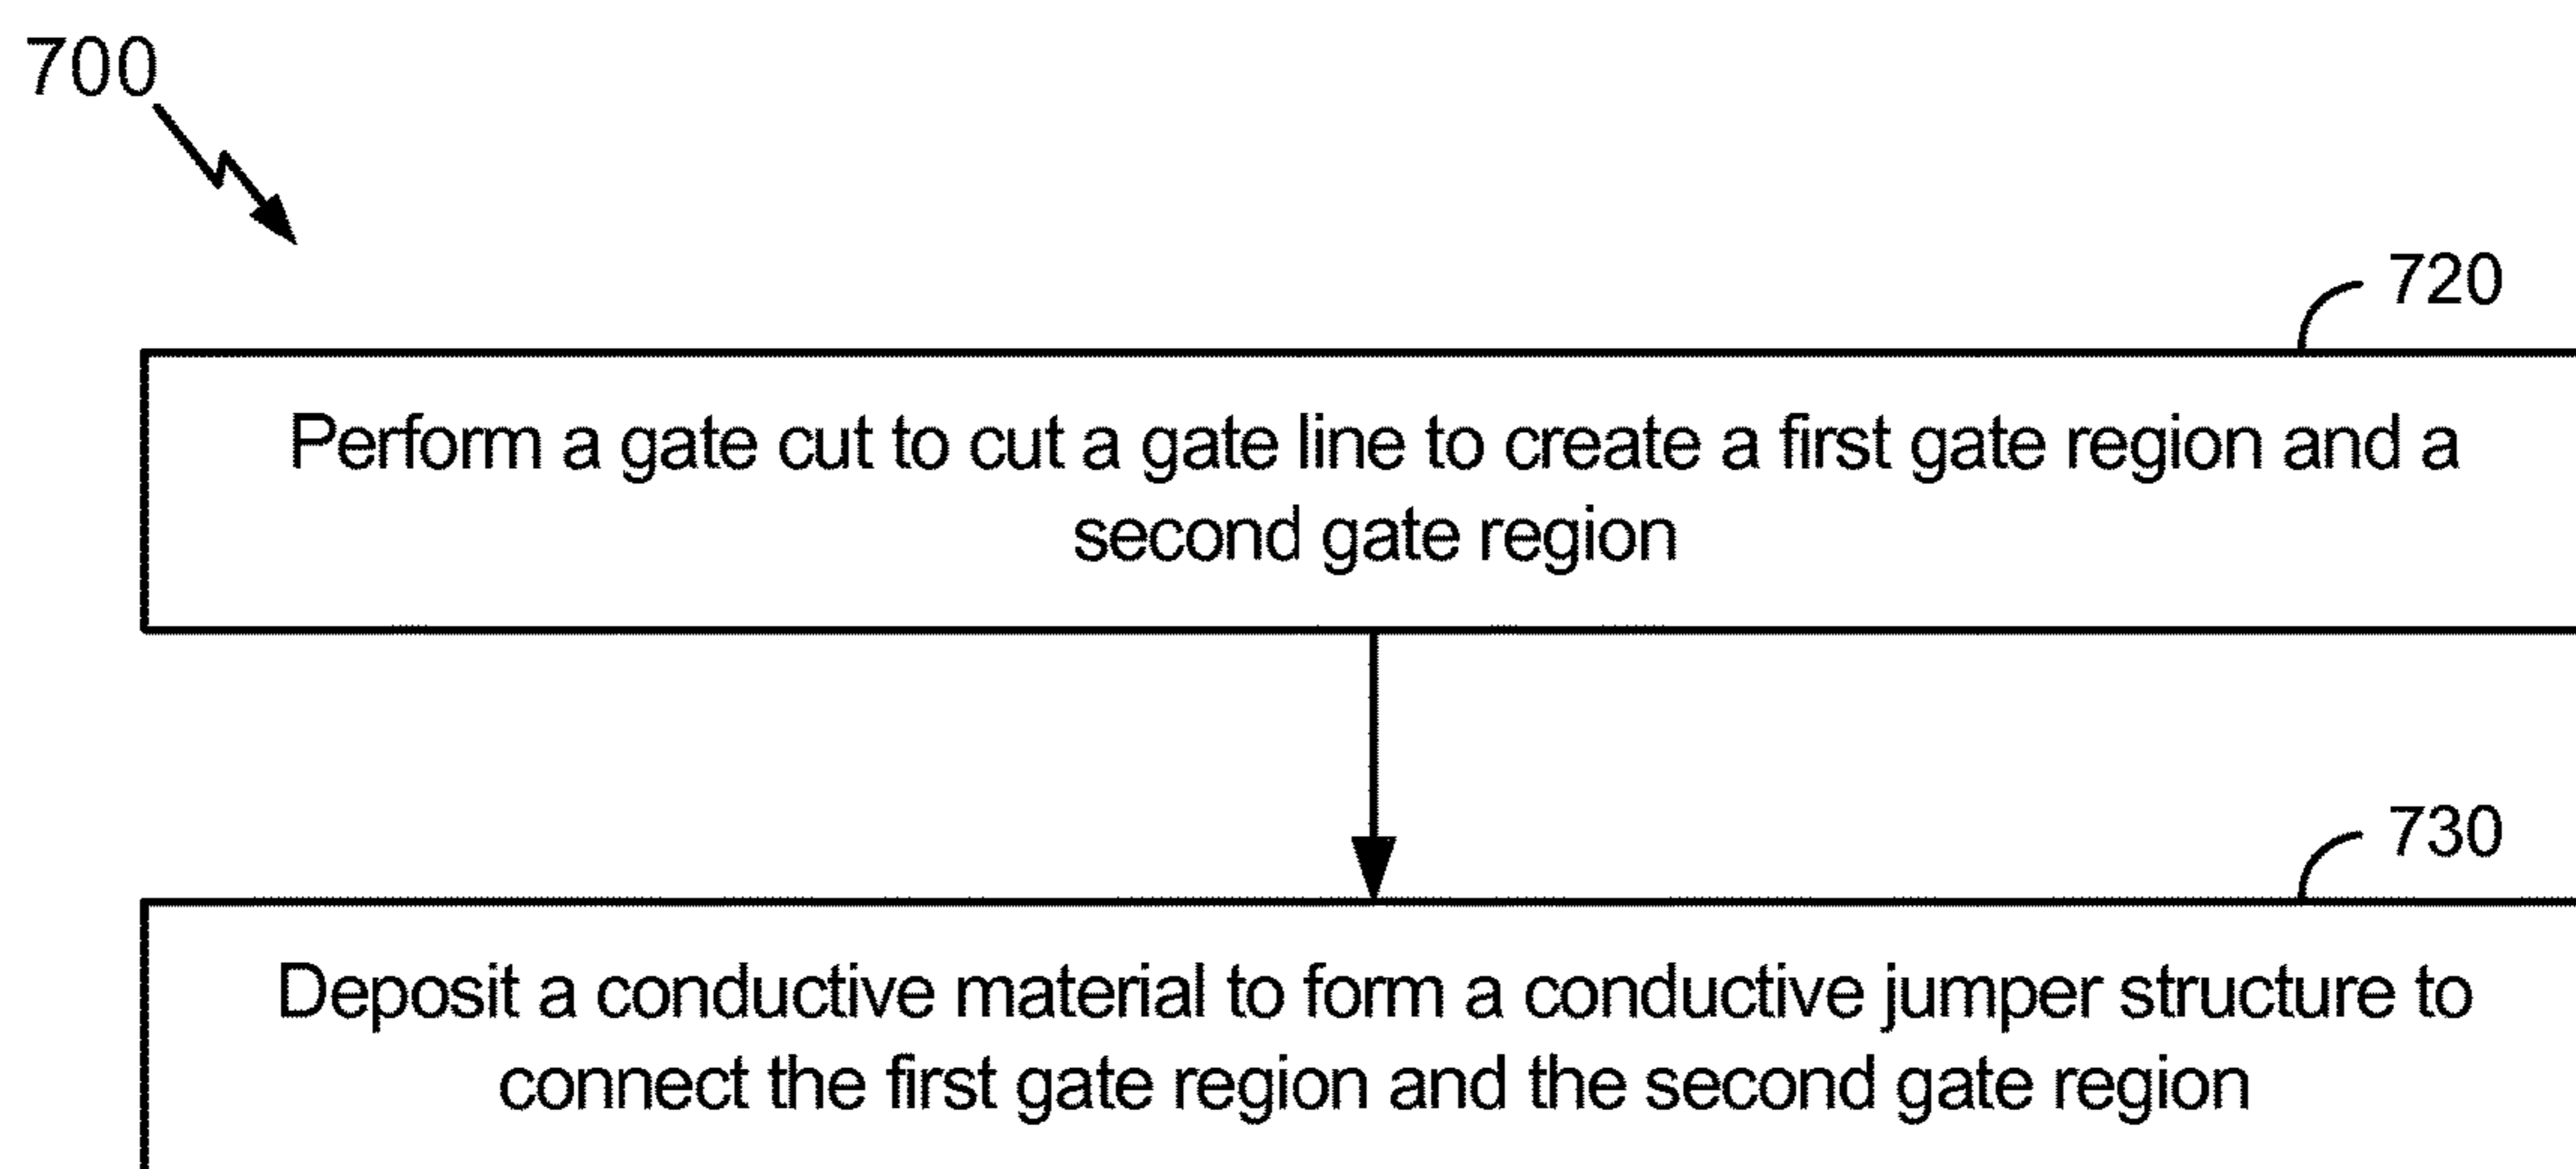 700
720
Perform a gate cut to cut a gate line to create a first gate region and a
second gate region
730
Deposit a conductive material to form a conductive jumper structure to
connect the first gate region and the second gate region